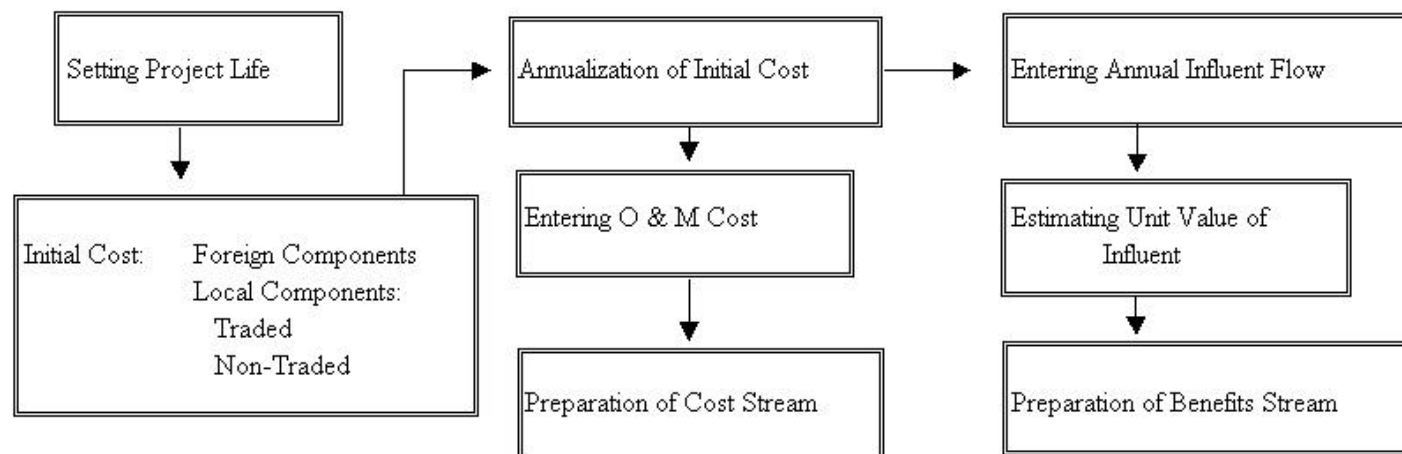 Setting Project Life
Initial Cost: Foreign Components
Local Components:
Traded
Non-Traded
Annualization of Initial Cost
Entering O & M Cost
Preparation of Cost Stream
Entering Annual Influent Flow
Estimating Unit Value of
Influent
Preparation of Benefits Stream